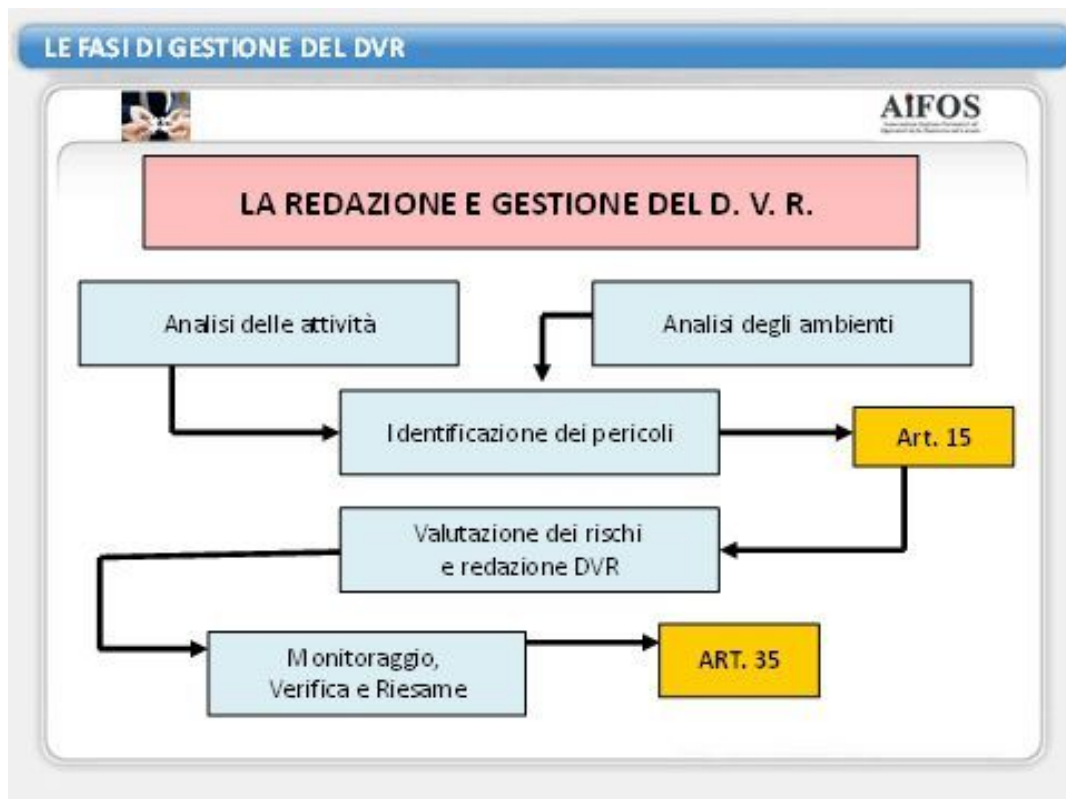 LE FASI DI GESTIONE DEL DVR
AiFOS
LA REDAZIONE E GESTIONE DEL D. V. R.
Analisi delle attività
Analisi degli ambienti
Identificazione dei pericoli
Art. 15
Valutazione dei rischi
e redazione DVR
Monitoraggio,
Verifica e Riesame
ART. 35